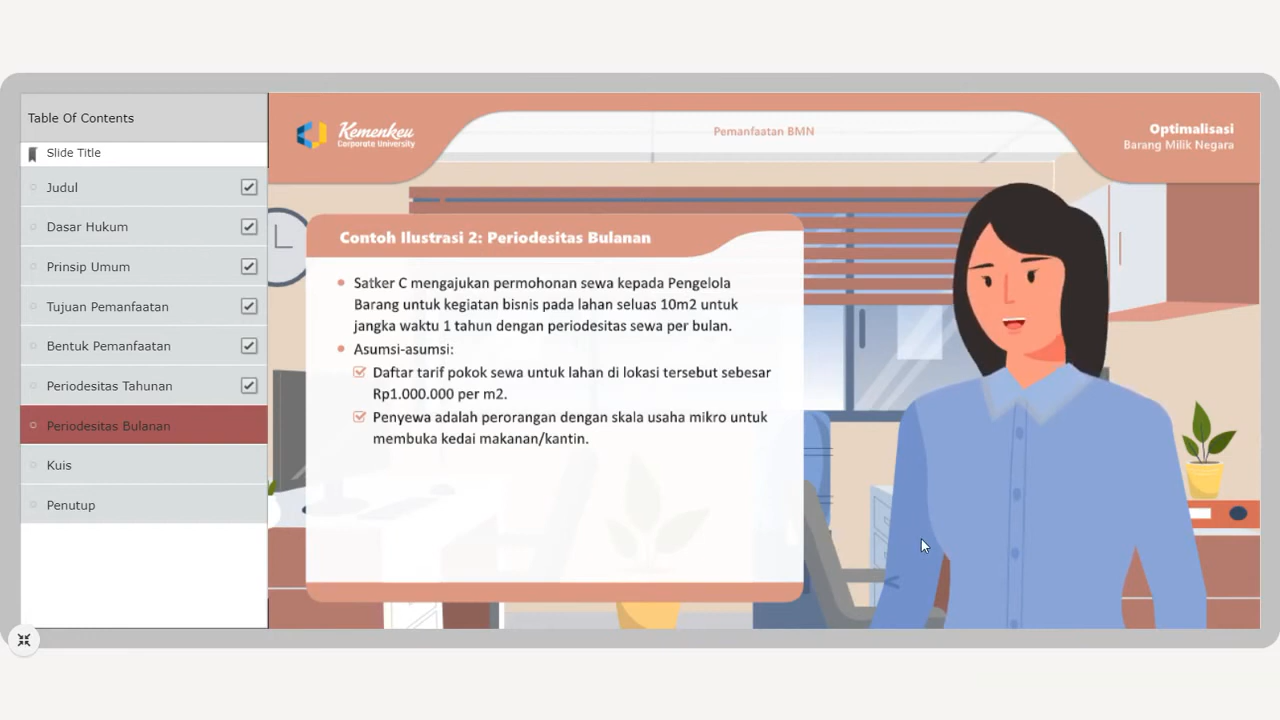 Table Of Contents
Slide Title
Judul
Dasar Hukum
Prinsip Umum
Tujuan Pemanfaatan
Bentuk Pemanfaatan
Periodesitas Tahunan
Periodesitas Bulanan
Kuis
Penutup
Kemenkeu
Corporate University
Pemanfaatan BMN
Optimalisasi
Barang Milik Negara
Contoh Ilustrasi 2: Periodesitas Bulanan
Satker C mengajukan permohonan sewa kepada Pengelola
Barang untuk kegiatan bisnis pada lahan seluas 10m2 untuk
jangka waktu 1 tahun dengan periodesitas sewa per bulan.
Asumsi-asumsi:
Daftar tarif pokok sewa untuk lahan di lokasi tersebut sebesar
Rp1.000.000 per m2.
Penyewa adalah perorangan dengan skala usaha mikro untuk
membuka kedai makanan/kantin.